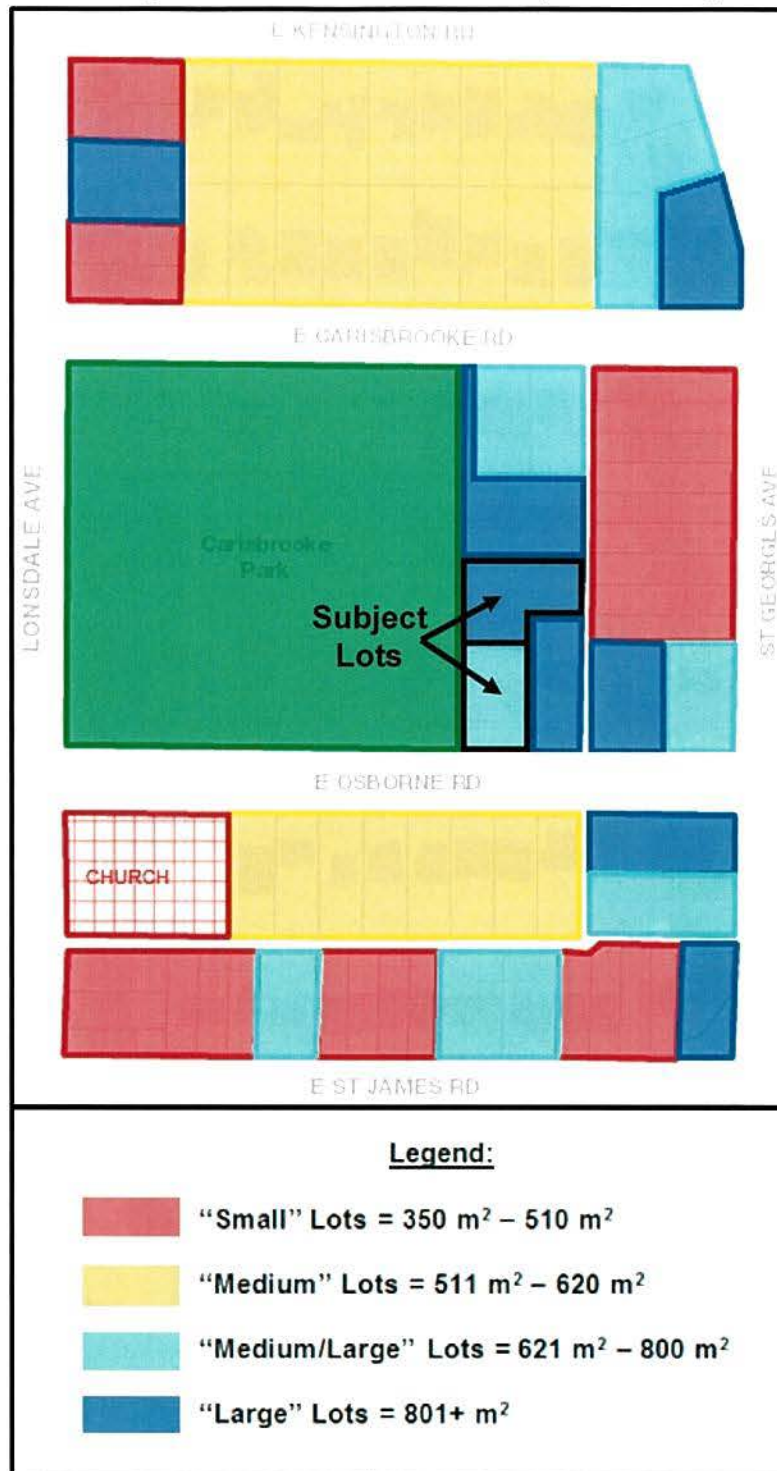 E KENSINGTON RD
E CARISBROOKE RD
LONSDALE AVE
Carisbrooke
Park
Subject
Lots
ST GEORGES AVE
E OSBORNE RD
CHURCH
E ST JAMES RD
Legend:
“Small” Lots = 350 m² – 510 m²
“Medium” Lots = 511 m² – 620 m²
“Medium/Large” Lots = 621 m² – 800 m²
“Large” Lots = 801+ m²